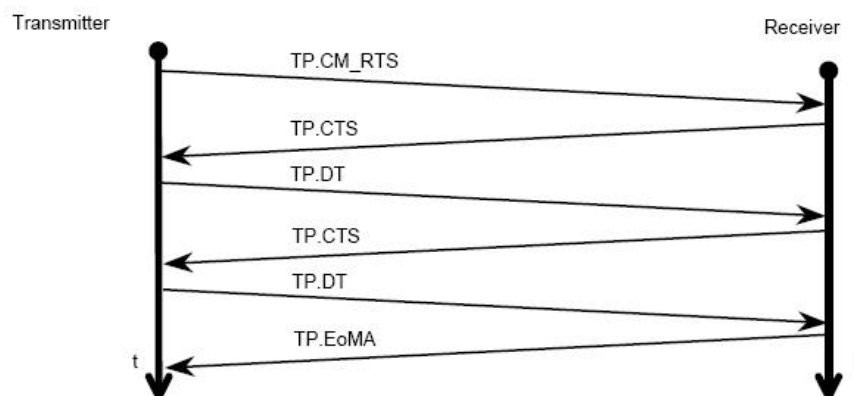 Transmitter
Receiver
TP.CM_RTS
TP.CTS
TP.DT
TP.CTS
TP.DT
TP.EoMA
t